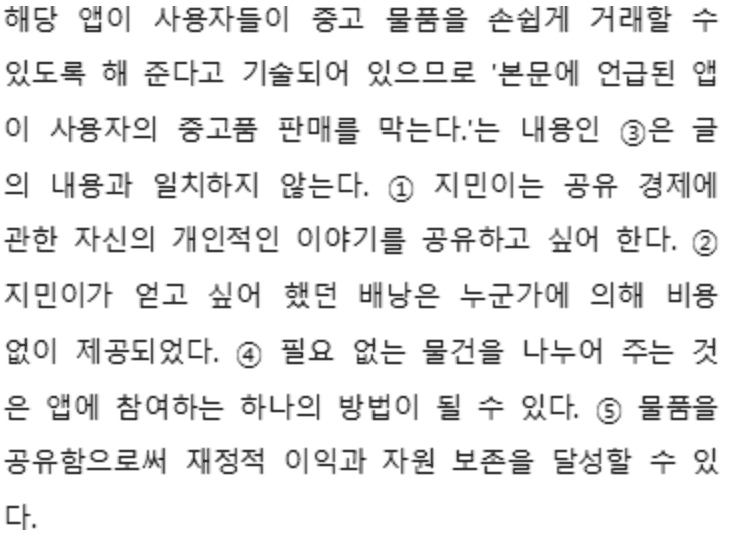 해당 앱이 사용자들이 중고 물품을 손쉽게 거래할 수
있도록 해 준다고 기술되어 있으므로 '본문에 언급된 앱
이 사용자의 중고품 판매를 막는다.'는 내용인 ③은 글
의 내용과 일치하지 않는다. ① 지민이는 공유 경제에
관한 자신의 개인적인 이야기를 공유하고 싶어 한다. ②
지민이가 얻고 싶어 했던 배낭은 누군가에 의해 비용
없이 제공되었다. ④ 필요 없는 물건을 나누어 주는 것
은 앱에 참여하는 하나의 방법이 될 수 있다. ⑤ 물품을
공유함으로써 재정적 이익과 자원 보존을 달성할 수 있
다.